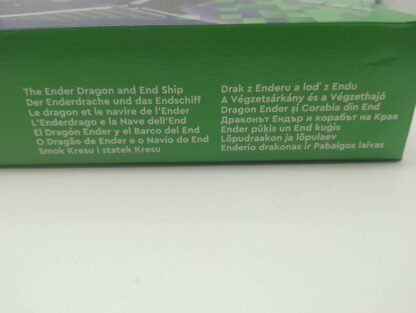 The Ender Dragon and End Ship
Der Enderdrache und das Endschiff
Le dragon et le navire de l'Ender
L'Enderdrago e la Nave dell'End
El Dragón Ender y el Barco del End
O Dragão de Ender e o Navio do End
Smok Kresu i statek Kresu
Drak z Enderu a loď z Endu
A Végzetsárkány és a Végzethajó
Dragon Ender și Corabia din End
Драконът Ендър и корабът на Края
Ender pūķis un End kuģis
Lõpudraakon ja lõpulaev
Enderio drakonas ir Pabaigos laivas